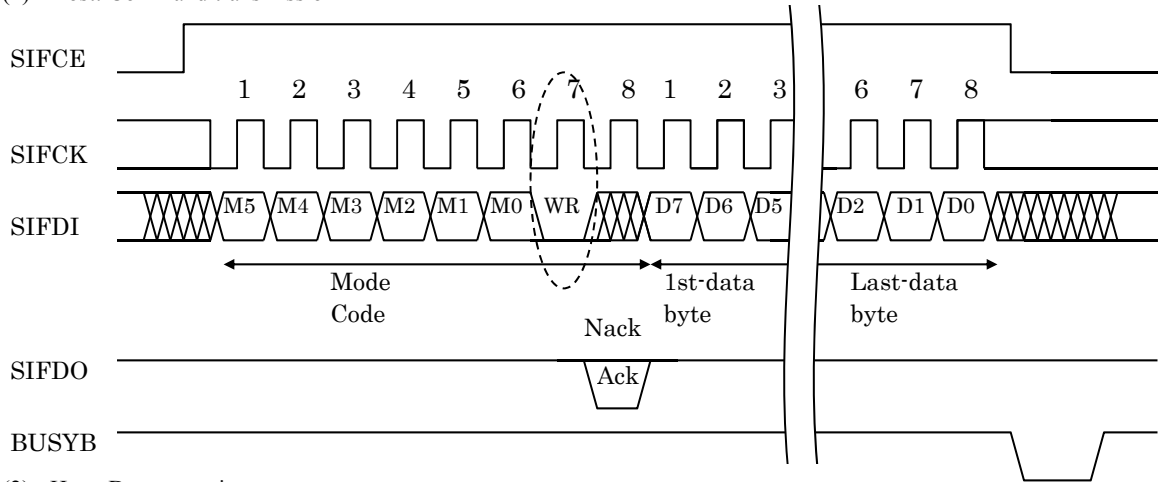 SIFCE
1 2 3 4 5 6 7 8 1 2 3 6 7 8
SIFCK
SIFDI M5 M4 M3 M2 M1 M0 WR D7 D6 D5 D2 D1 D0
Mode Code
1st-data byte
Last-data byte
Nack
SIFDO Ack
BUSYB